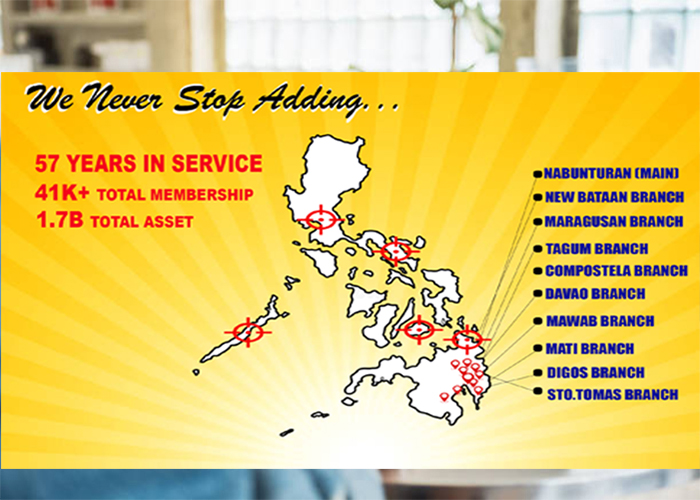 We Never Stop Adding...
57 YEARS IN SERVICE
41K+ TOTAL MEMBERSHIP
1.7B TOTAL ASSET
NABUNTURAN (MAIN)
NEW BATAAN BRANCH
MARAGUSAN BRANCH
TAGUM BRANCH
COMPOSTELA BRANCH
DAVAO BRANCH
MAWAB BRANCH
MATI BRANCH
DIGOS BRANCH
STO.TOMAS BRANCH